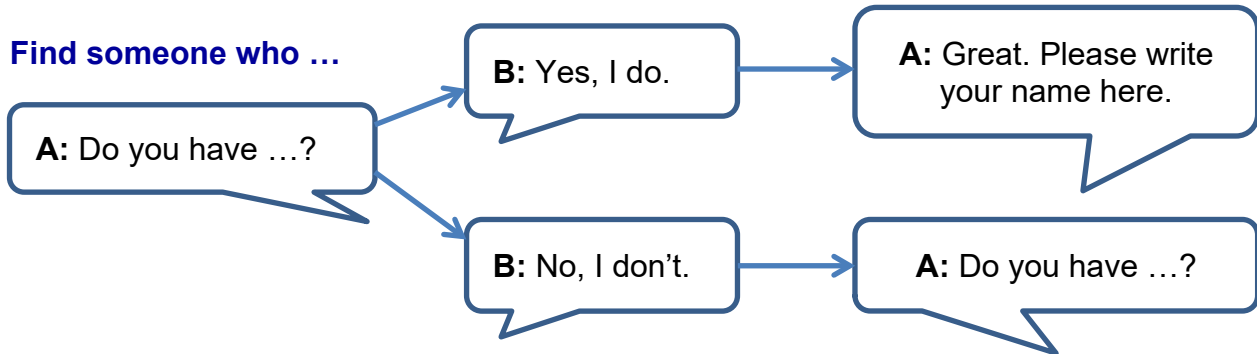 Find someone who …
A: Do you have …?
B: Yes, I do.
A: Great. Please write
your name here.
B: No, I don’t.
A: Do you have …?